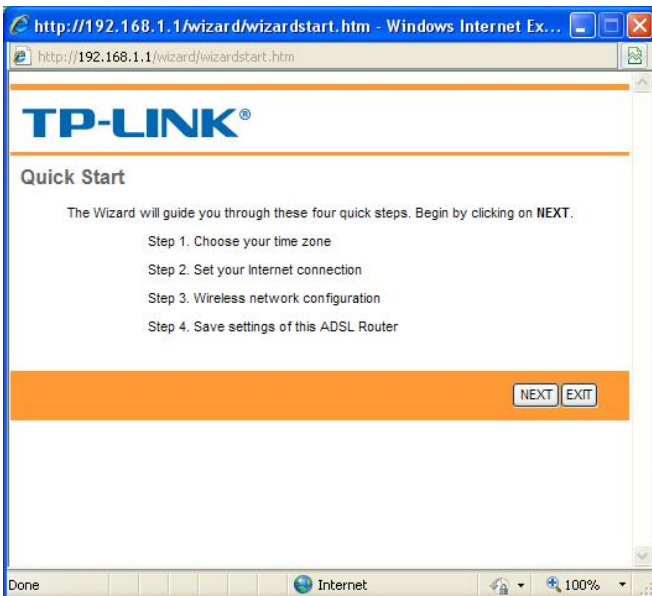 http://192.168.1.1/wizard/wizardstart.htm - Windows Internet Ex...
http://192.168.1.1/wizard/wizardstart.htm
TP-LINK®
Quick Start
The Wizard will guide you through these four quick steps. Begin by clicking on NEXT.
Step 1. Choose your time zone
Step 2. Set your Internet connection
Step 3. Wireless network configuration
Step 4. Save settings of this ADSL Router
NEXT EXIT
Done Internet 100%